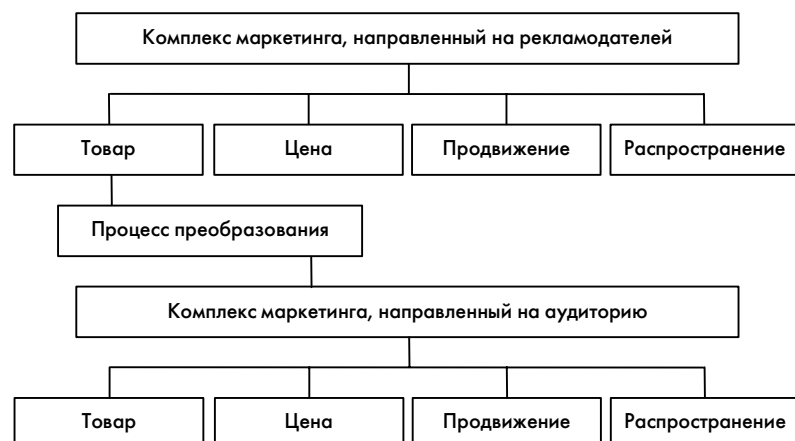 Комплекс маркетинга, направленный на рекламодателей
Товар
Цена
Продвижение
Распространение
Процесс преобразования
Комплекс маркетинга, направленный на аудиторию
Товар
Цена
Продвижение
Распространение